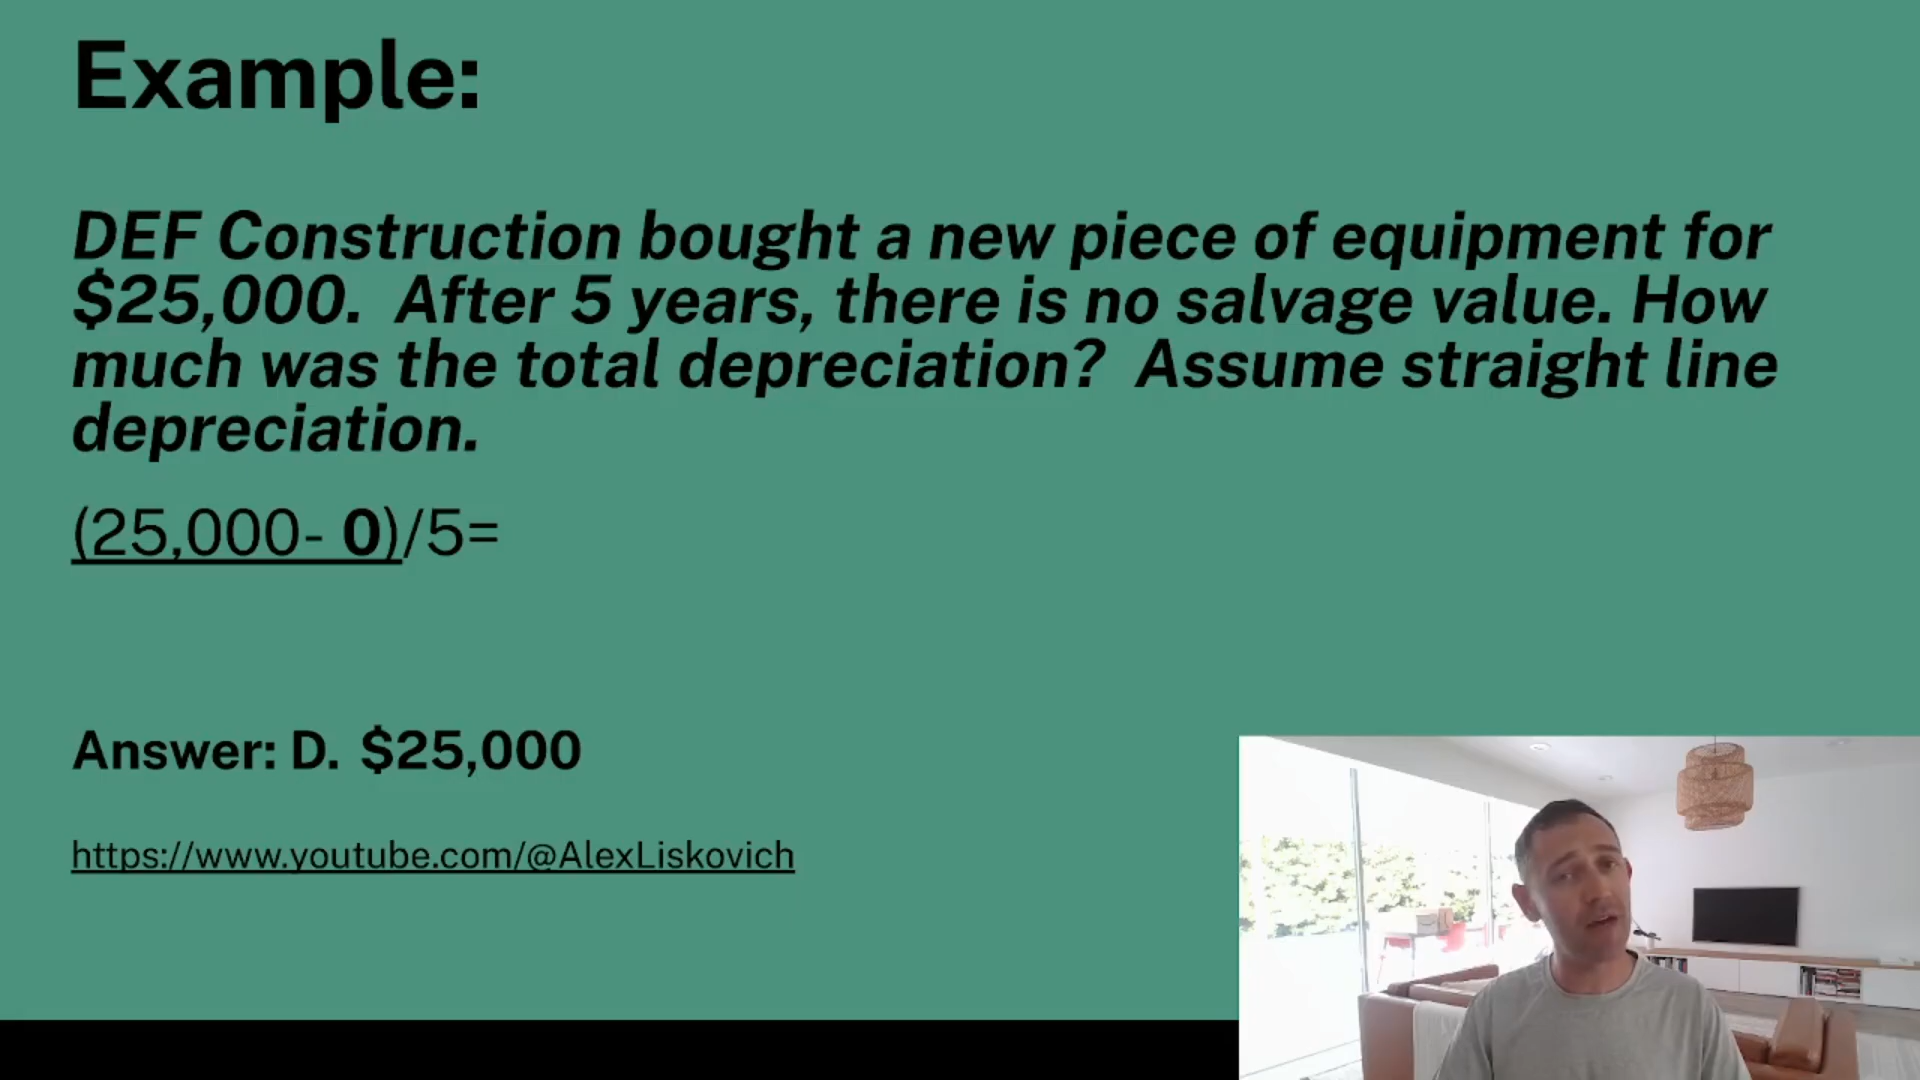 Example:
DEF Construction bought a new piece of equipment for
$25,000.  After 5 years, there is no salvage value. How
much was the total depreciation?  Assume straight line
depreciation.
(25,000- 0)/5=
Answer: D. $25,000
https://www.youtube.com/@AlexLiskovich